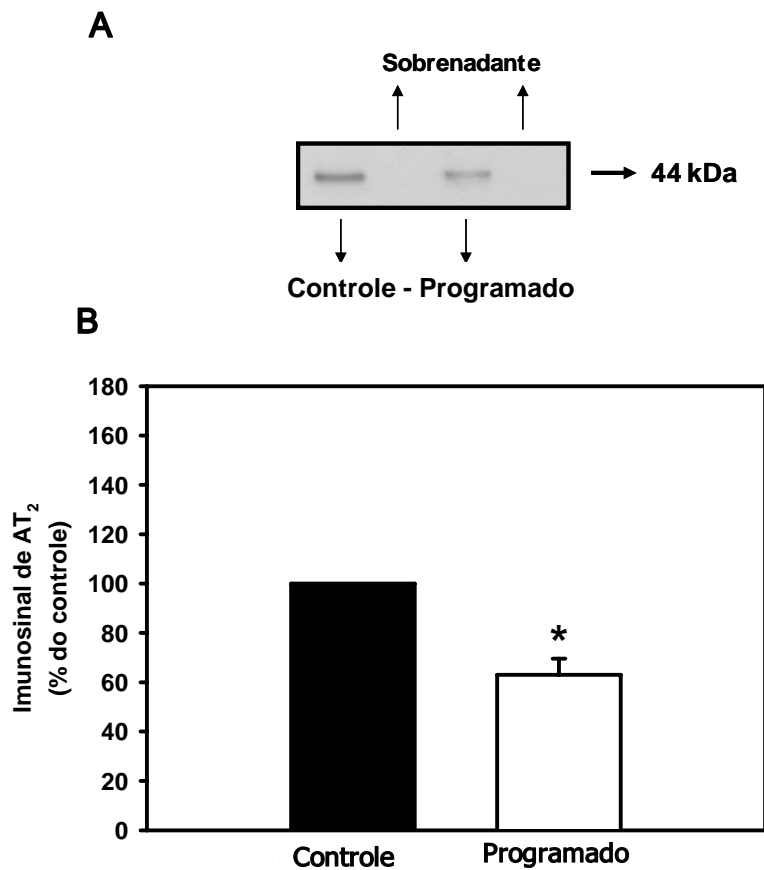 A
Sobrenadante
44 kDa
Controle - Programado
B
180
160
140
120
100
80
60
40
20
0
Imunosinal de AT₂
(% do controle)
*
Controle
Programado